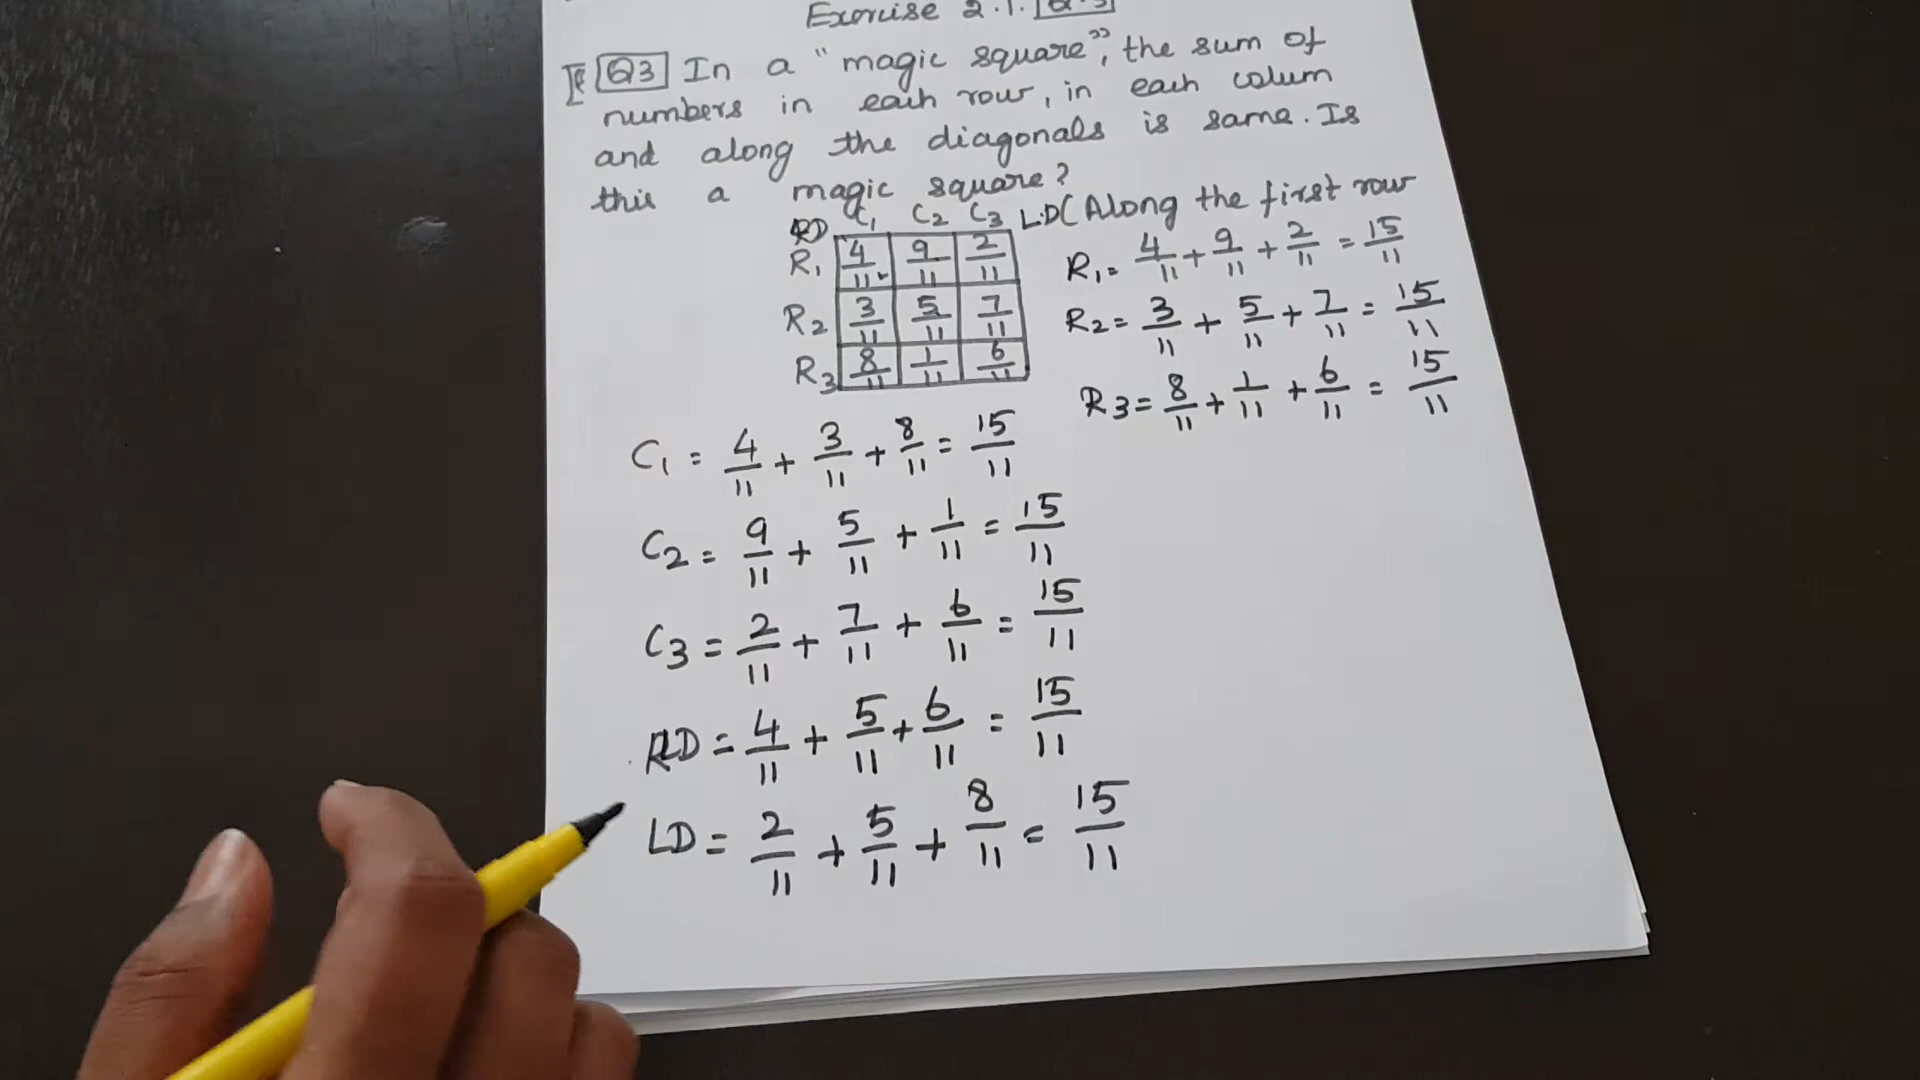 Exercise 2.1. Q.3
Q3 In a "magic square", the sum of
numbers in each row, in each colum
and along the diagonals is same. Is
this a magic square?
RD C1 C2 C3 LD (Along the first row
R1 4/11 9/11 2/11
R2 3/11 5/11 7/11
R3 8/11 1/11 6/11
R1= 4/11 + 9/11 + 2/11 = 15/11
R2= 3/11 + 5/11 + 7/11 = 15/11
R3= 8/11 + 1/11 + 6/11 = 15/11
C1 = 4/11 + 3/11 + 8/11 = 15/11
C2 = 9/11 + 5/11 + 1/11 = 15/11
C3 = 2/11 + 7/11 + 6/11 = 15/11
RD = 4/11 + 5/11 + 6/11 = 15/11
LD = 2/11 + 5/11 + 8/11 = 15/11